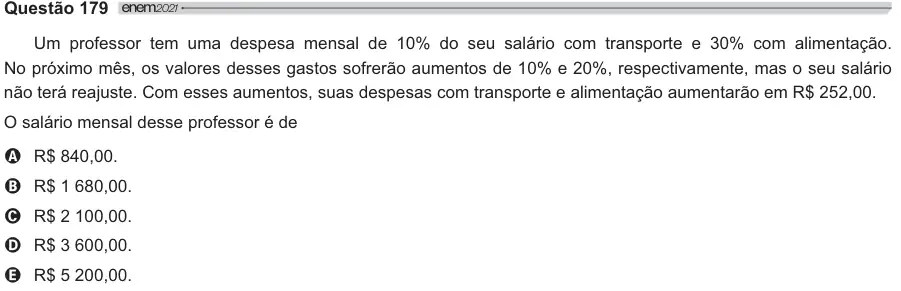 Questão 179 enem2021
Um professor tem uma despesa mensal de 10% do seu salário com transporte e 30% com alimentação.
No próximo mês, os valores desses gastos sofrerão aumentos de 10% e 20%, respectivamente, mas o seu salário
não terá reajuste. Com esses aumentos, suas despesas com transporte e alimentação aumentarão em R$ 252,00.
O salário mensal desse professor é de
A R$ 840,00.
B R$ 1 680,00.
C R$ 2 100,00.
D R$ 3 600,00.
E R$ 5 200,00.